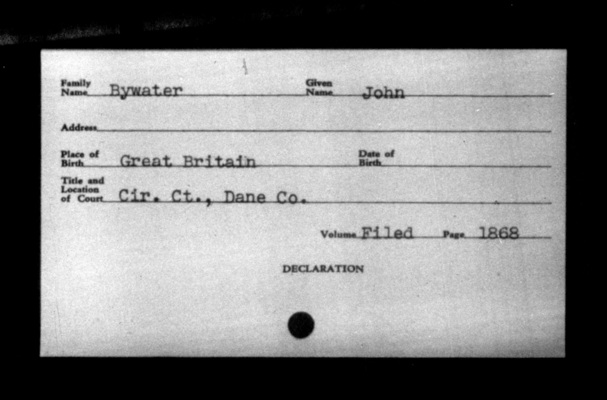 Family Name Bywater Given Name John
Address
Place of Birth Great Britain Date of Birth
Title and Location of Court Cir. Ct., Dane Co.
Volume Filed Page 1868
DECLARATION